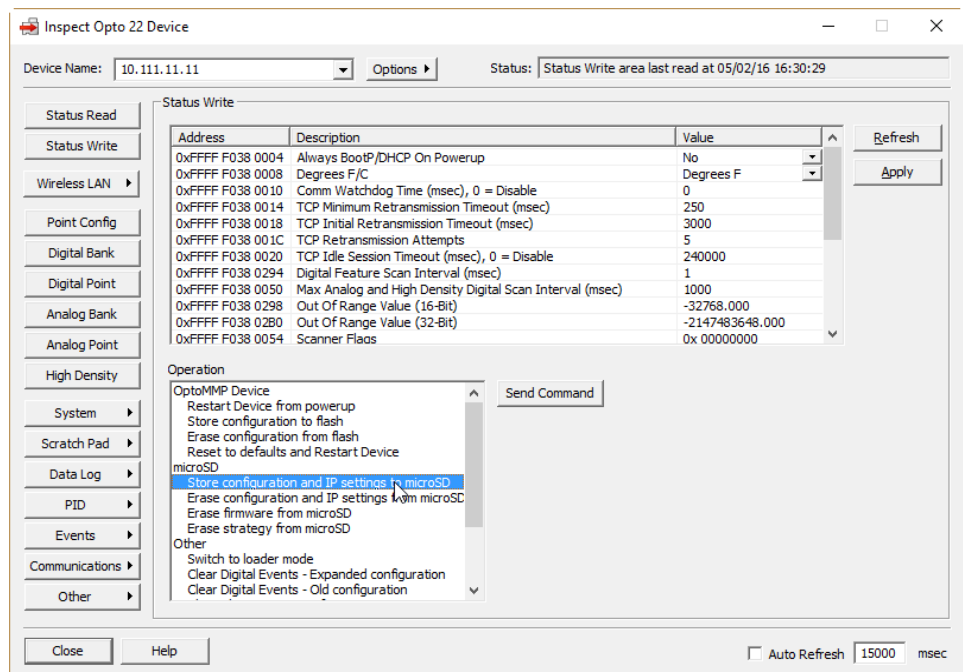 Inspect Opto 22 Device
Device Name: 10.111.11.11 Options Status: Status Write area last read at 05/02/16 16:30:29
Status Read
Status Write
Wireless LAN
Point Config
Digital Bank
Digital Point
Analog Bank
Analog Point
High Density
System
Scratch Pad
Data Log
PID
Events
Communications
Other
Status Write
Address Description Value
0xFFFF F038 0004 Always BootP/DHCP On Powerup No
0xFFFF F038 0008 Degrees F/C Degrees F
0xFFFF F038 0010 Comm Watchdog Time (msec), 0 = Disable 0
0xFFFF F038 0014 TCP Minimum Retransmission Timeout (msec) 250
0xFFFF F038 0018 TCP Initial Retransmission Timeout (msec) 3000
0xFFFF F038 001C TCP Retransmission Attempts 5
0xFFFF F038 0020 TCP Idle Session Timeout (msec), 0 = Disable 240000
0xFFFF F038 0294 Digital Feature Scan Interval (msec) 1
0xFFFF F038 0050 Max Analog and High Density Digital Scan Interval (msec) 1000
0xFFFF F038 0298 Out Of Range Value (16-Bit) -32768.000
0xFFFF F038 02B0 Out Of Range Value (32-Bit) -2147483648.000
0xFFFF F038 0054 Scanner Flags 0x 00000000
Refresh
Apply
Operation
OptoMMP Device
Restart Device from powerup
Store configuration to flash
Erase configuration from flash
Reset to defaults and Restart Device
microSD
Store configuration and IP settings to microSD
Erase configuration and IP settings from microSD
Erase firmware from microSD
Erase strategy from microSD
Other
Switch to loader mode
Clear Digital Events - Expanded configuration
Clear Digital Events - Old configuration
Send Command
Close Help Auto Refresh 15000 msec